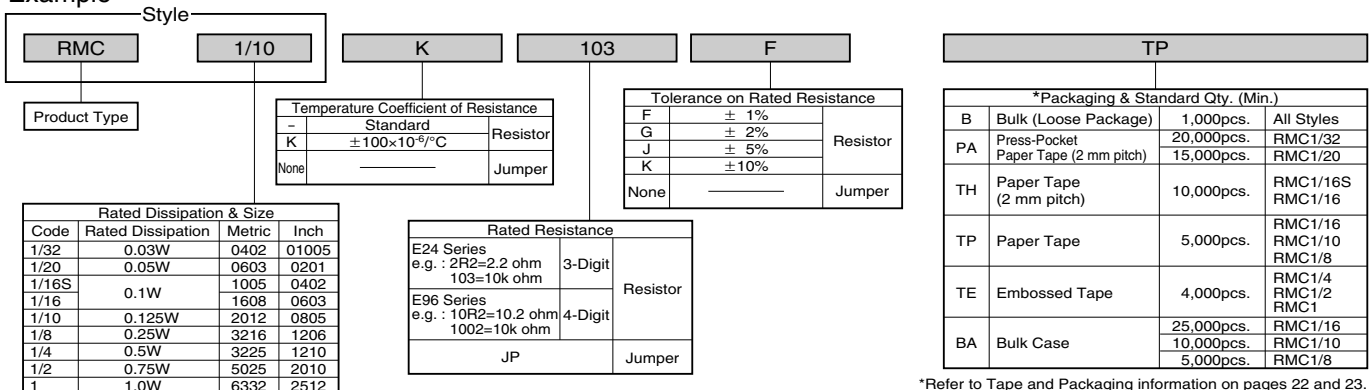 Example
Style
RMC 1/10 K 103 F TP
Product Type
Temperature Coefficient of Resistance
– Standard Resistor
K ±100×10-6/°C
None ——— Jumper
Tolerance on Rated Resistance
F ± 1% Resistor
G ± 2%
J ± 5%
K ±10%
None ——— Jumper
*Packaging & Standard Qty. (Min.)
B Bulk (Loose Package) 1,000pcs. All Styles
PA Press-Pocket Paper Tape (2 mm pitch) 20,000pcs. RMC1/32
15,000pcs. RMC1/20
TH Paper Tape (2 mm pitch) 10,000pcs. RMC1/16S
RMC1/16
TP Paper Tape 5,000pcs. RMC1/16
RMC1/10
RMC1/8
TE Embossed Tape 4,000pcs. RMC1/4
RMC1/2
RMC1
BA Bulk Case 25,000pcs. RMC1/16
10,000pcs. RMC1/10
5,000pcs. RMC1/8
*Refer to Tape and Packaging information on pages 22 and 23.
Rated Dissipation & Size
Code Rated Dissipation Metric Inch
1/32 0.03W 0402 01005
1/20 0.05W 0603 0201
1/16S 0.1W 1005 0402
1/16 1608 0603
1/10 0.125W 2012 0805
1/8 0.25W 3216 1206
1/4 0.5W 3225 1210
1/2 0.75W 5025 2010
1 1.0W 6332 2512
Rated Resistance
E24 Series
e.g. : 2R2=2.2 ohm 3-Digit
103=10k ohm
Resistor
E96 Series
e.g. : 10R2=10.2 ohm 4-Digit
1002=10k ohm
JP Jumper